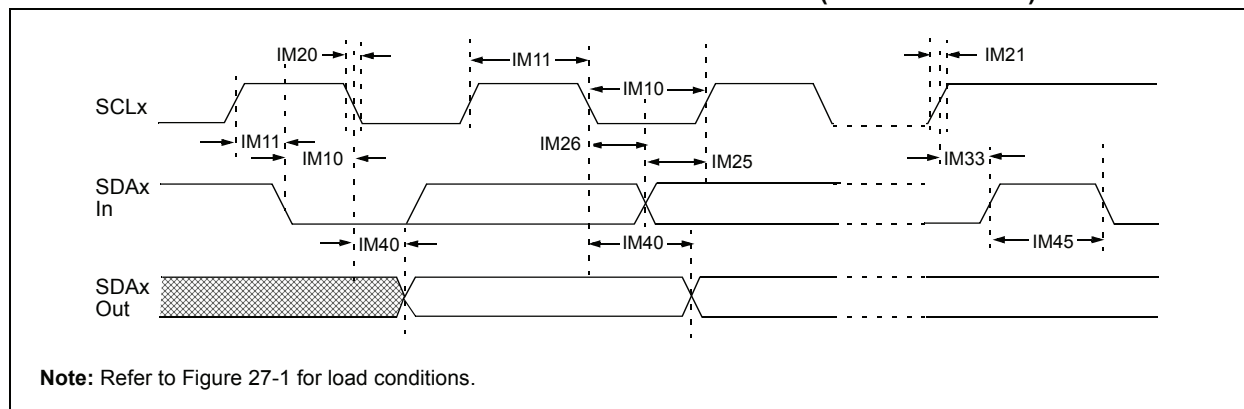 IM20
IM11
IM21
IM10
SCLx
IM11
IM26
IM10
IM25
IM33
SDAx
In
IM40
IM40
IM45
SDAx
Out
Note: Refer to Figure 27-1 for load conditions.